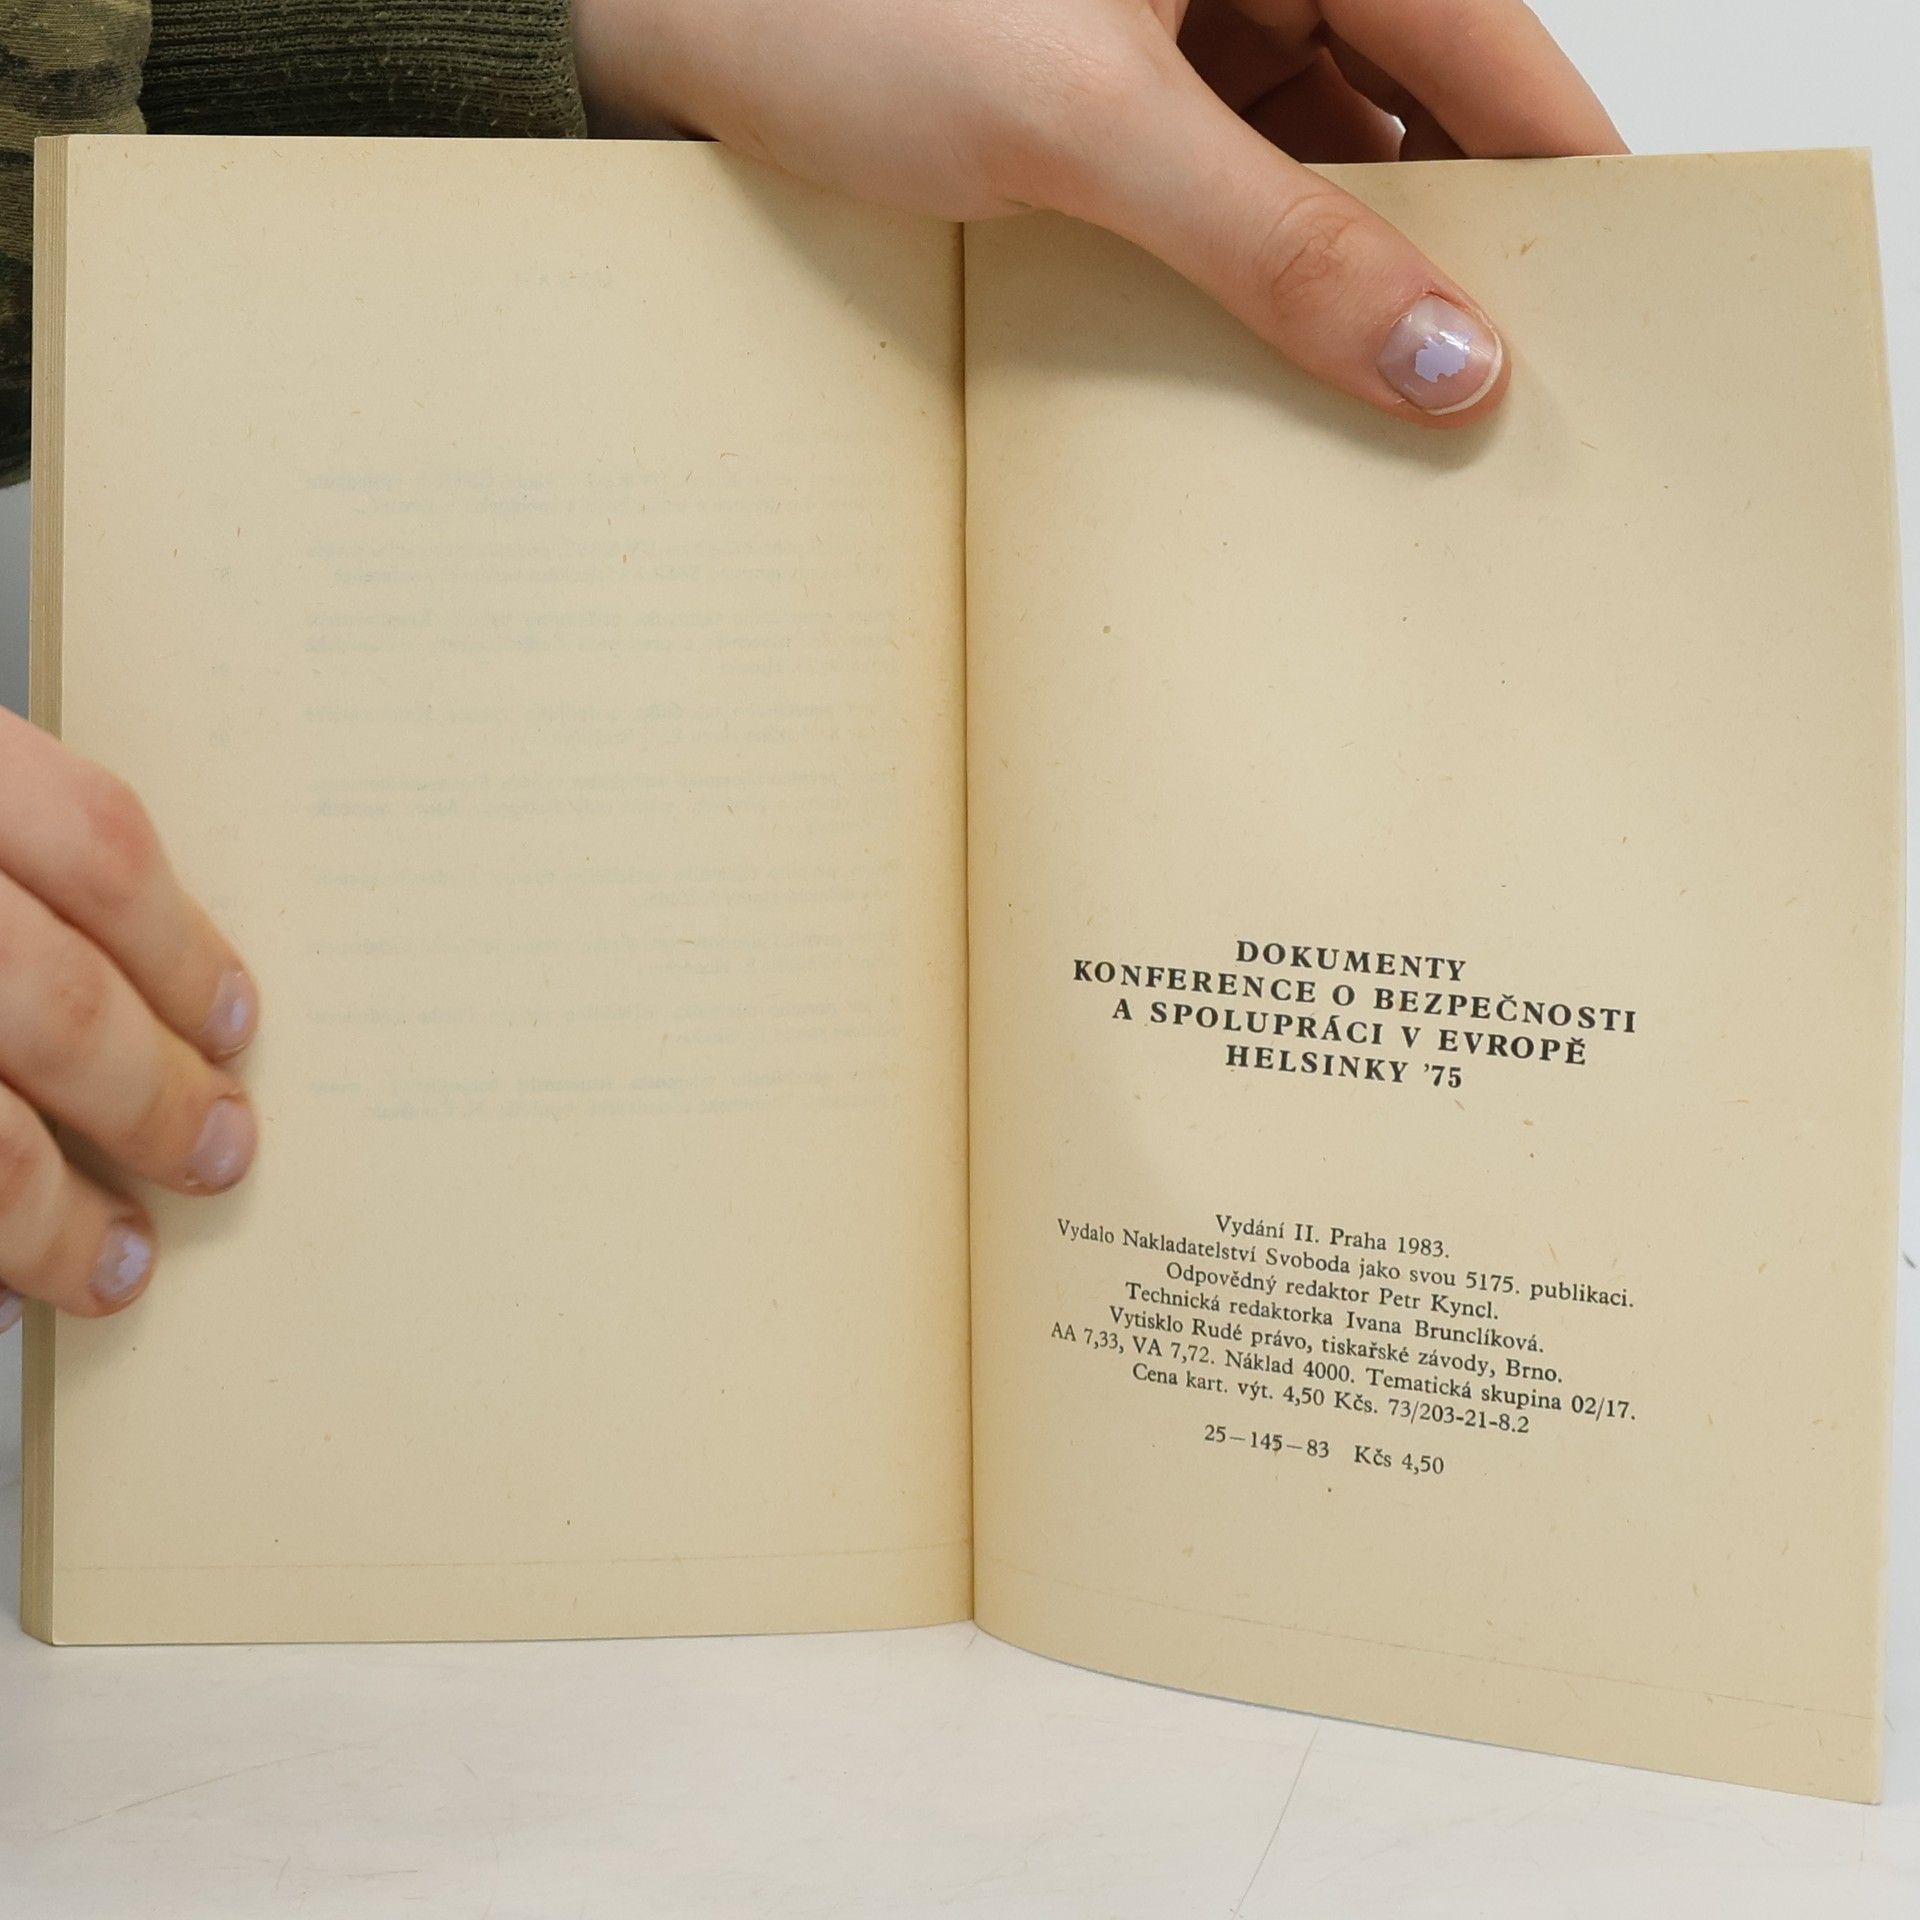 DOKUMENTY
KONFERENCE O BEZPEČNOSTI
A SPOLUPRÁCI V EVROPĚ
HELSINKY ’75
Vydání II. Praha 1983.
Vydalo Nakladatelství Svoboda jako svou 5175. publikaci.
Odpovědný redaktor Petr Kyncl.
Technická redaktorka Ivana Brunclíková.
Vytisklo Rudé právo, tiskařské závody, Brno.
AA 7,33, VA 7,72. Náklad 4000. Tematická skupina 02/17.
Cena kart. výt. 4,50 Kčs. 73/203-21-8.2
25—145—83 Kčs 4,50